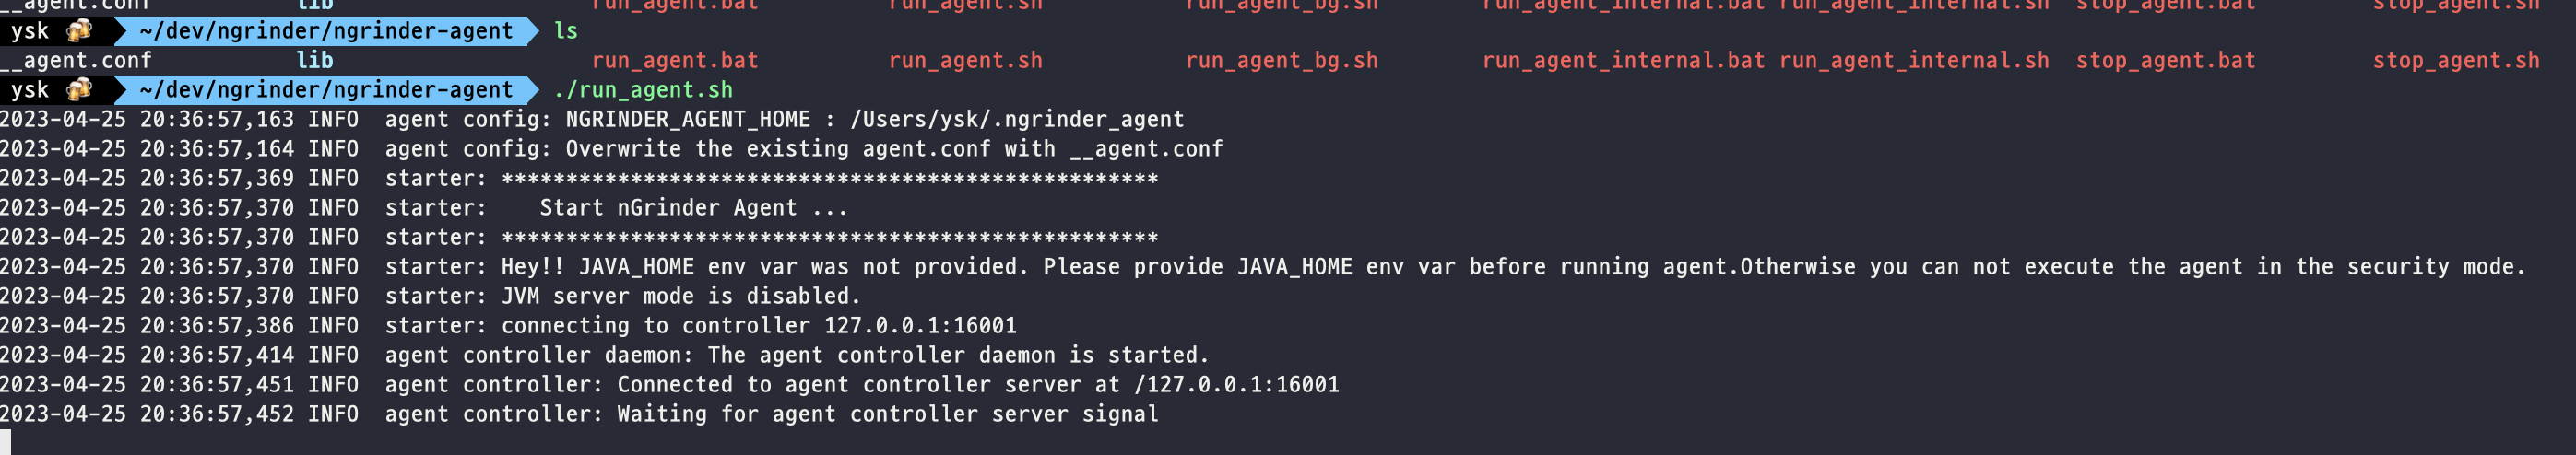 __agent.conf lib run_agent.bat run_agent.sh run_agent_bg.sh run_agent_internal.bat run_agent_internal.sh stop_agent.bat stop_agent.sh
ysk 🍻 ~/dev/ngrinder/ngrinder-agent ls
__agent.conf lib run_agent.bat run_agent.sh run_agent_bg.sh run_agent_internal.bat run_agent_internal.sh stop_agent.bat stop_agent.sh
ysk 🍻 ~/dev/ngrinder/ngrinder-agent ./run_agent.sh
2023-04-25 20:36:57,163 INFO  agent config: NGRINDER_AGENT_HOME : /Users/ysk/.ngrinder_agent
2023-04-25 20:36:57,164 INFO  agent config: Overwrite the existing agent.conf with __agent.conf
2023-04-25 20:36:57,369 INFO  starter: ***************************************************
2023-04-25 20:36:57,370 INFO  starter:    Start nGrinder Agent ...
2023-04-25 20:36:57,370 INFO  starter: ***************************************************
2023-04-25 20:36:57,370 INFO  starter: Hey!! JAVA_HOME env var was not provided. Please provide JAVA_HOME env var before running agent.Otherwise you can not execute the agent in the security mode.
2023-04-25 20:36:57,370 INFO  starter: JVM server mode is disabled.
2023-04-25 20:36:57,386 INFO  starter: connecting to controller 127.0.0.1:16001
2023-04-25 20:36:57,414 INFO  agent controller daemon: The agent controller daemon is started.
2023-04-25 20:36:57,451 INFO  agent controller: Connected to agent controller server at /127.0.0.1:16001
2023-04-25 20:36:57,452 INFO  agent controller: Waiting for agent controller server signal